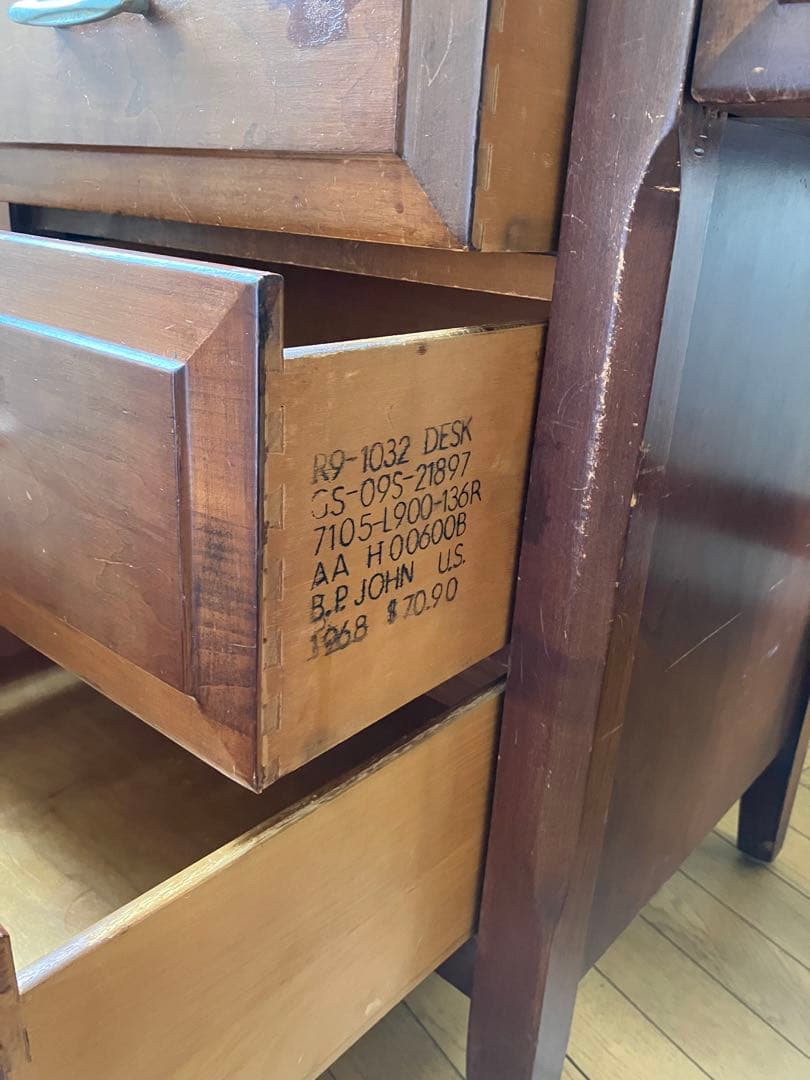 R9-1032 DESK
GS-09S-21897
7105-L900-136R
AA H00600B
B.P. JOHN U.S.
1968 $70.90